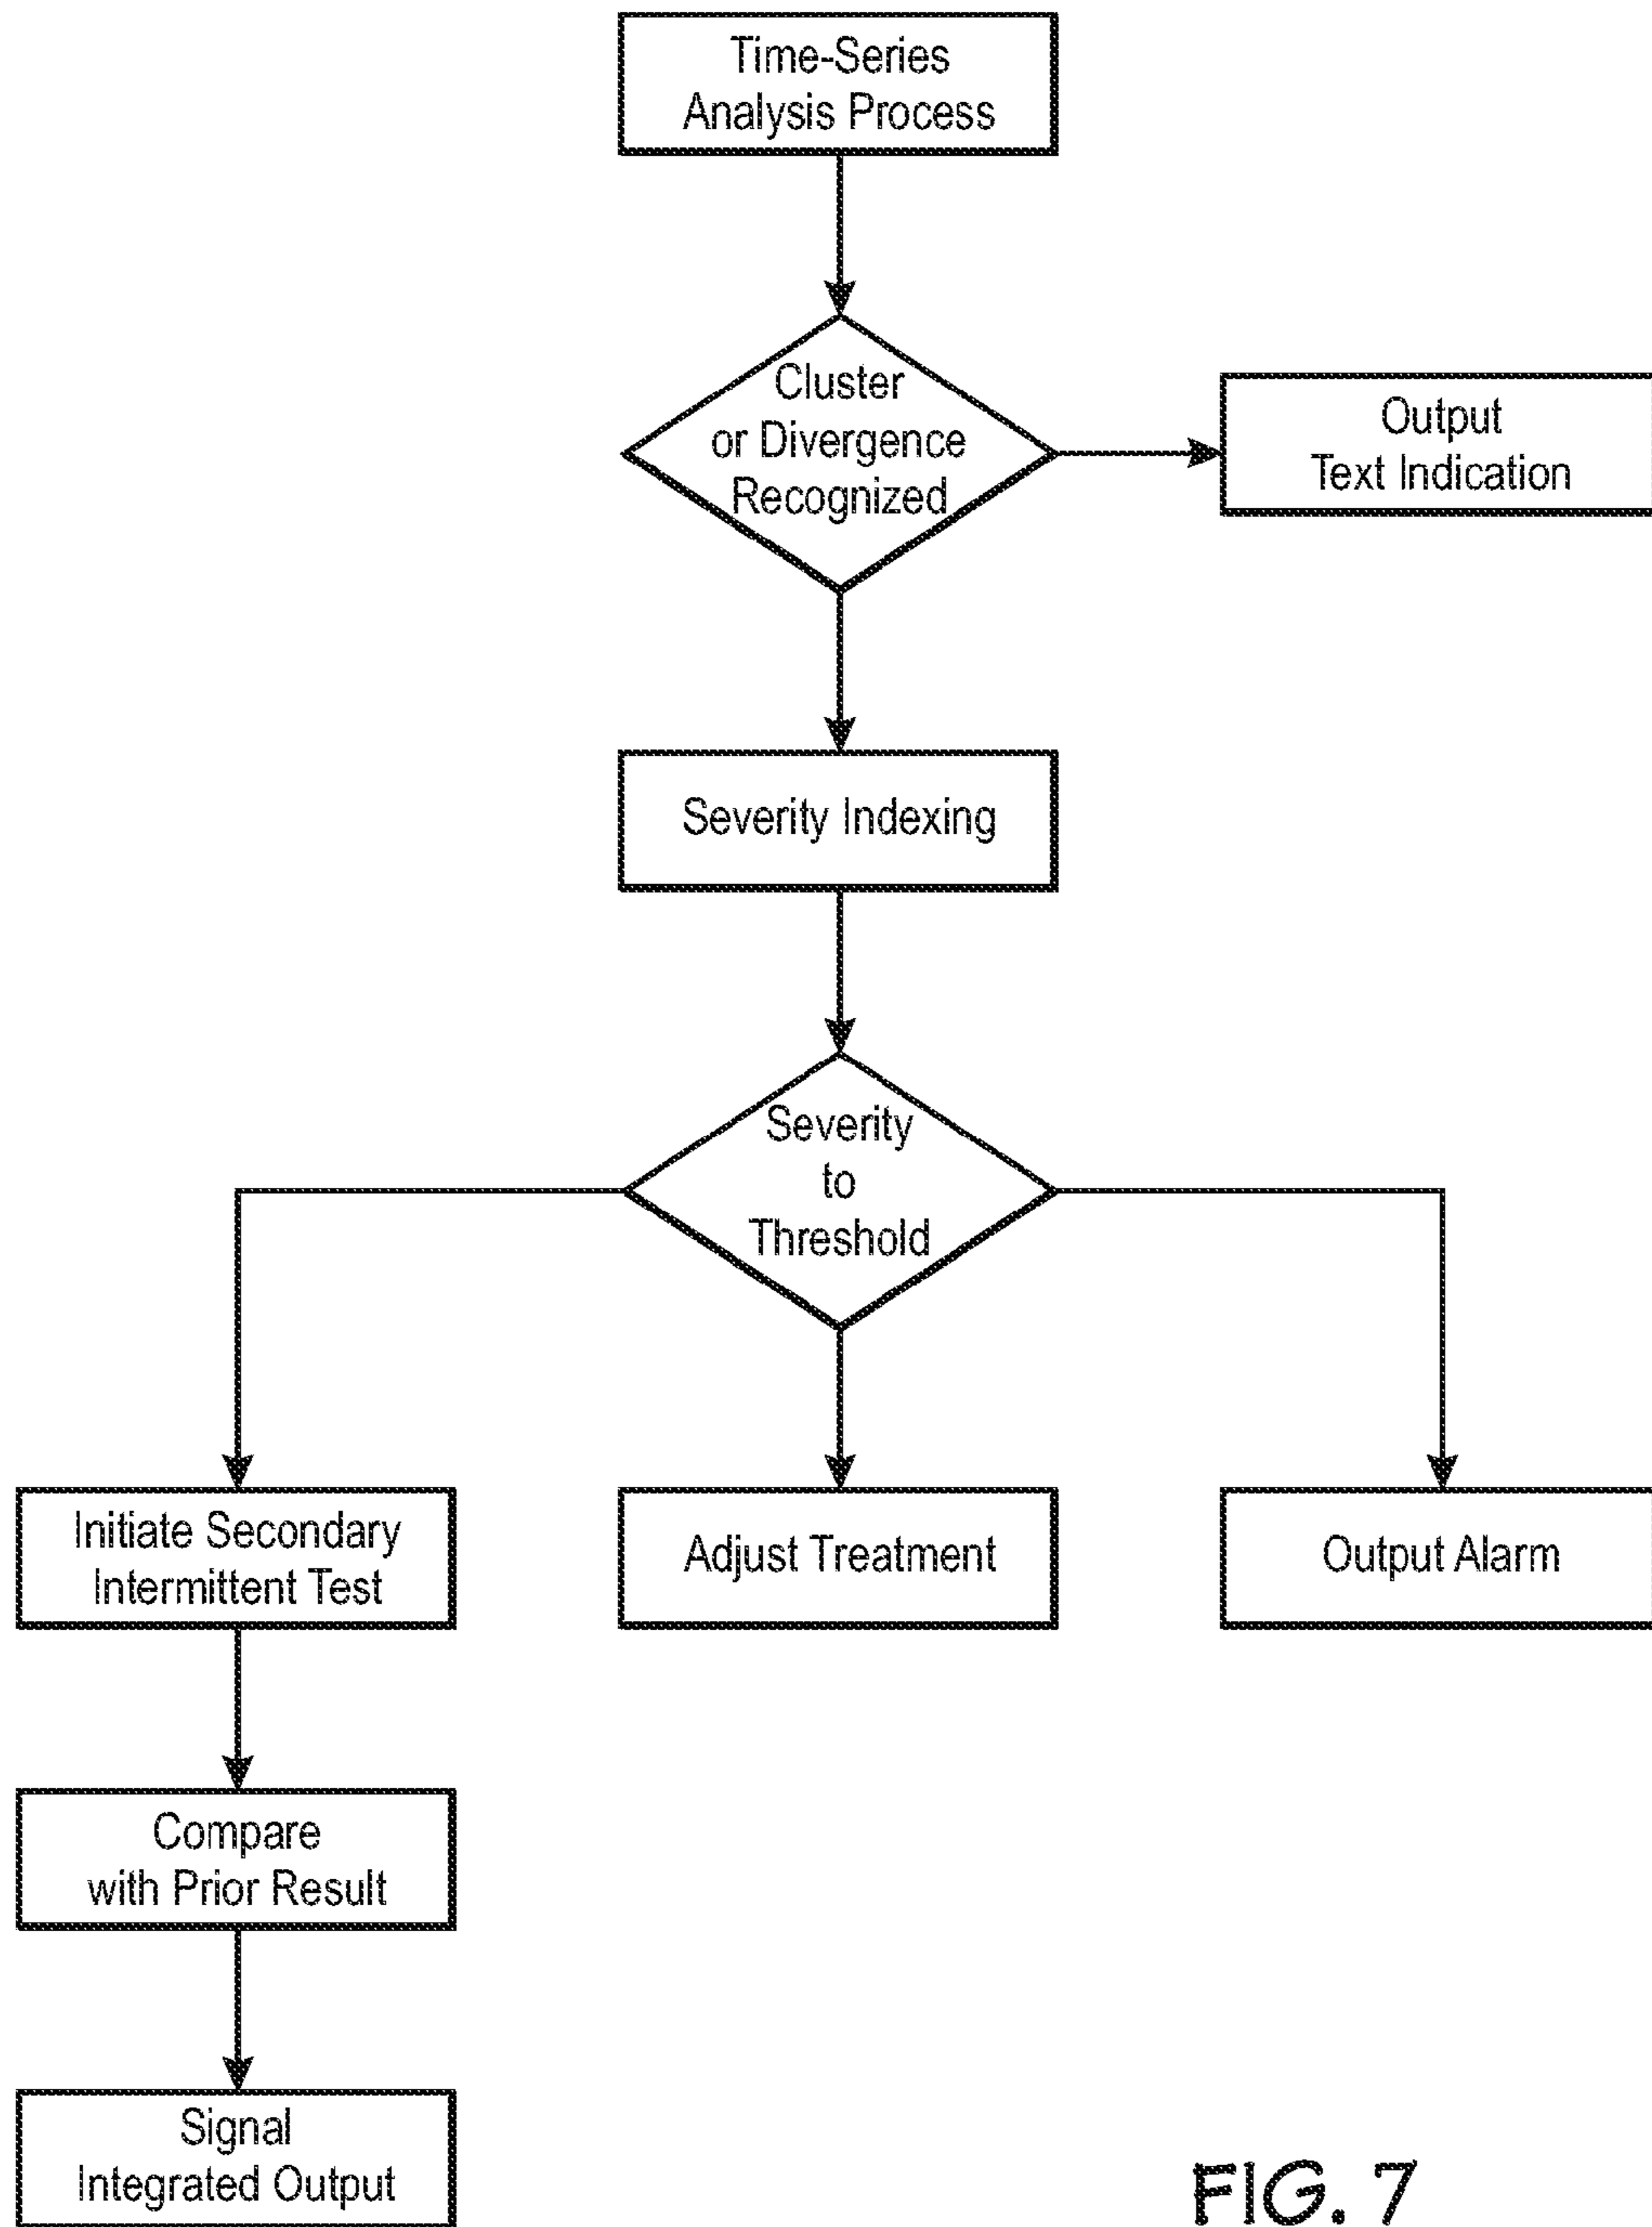 Time-Series
Analysis Process
Cluster
or Divergence
Recognized
Output
Text Indication
Severity Indexing
Severity
to
Threshold
Initiate Secondary
Intermittent Test
Adjust Treatment
Output Alarm
Compare
with Prior Result
Signal
Integrated Output
FIG. 7